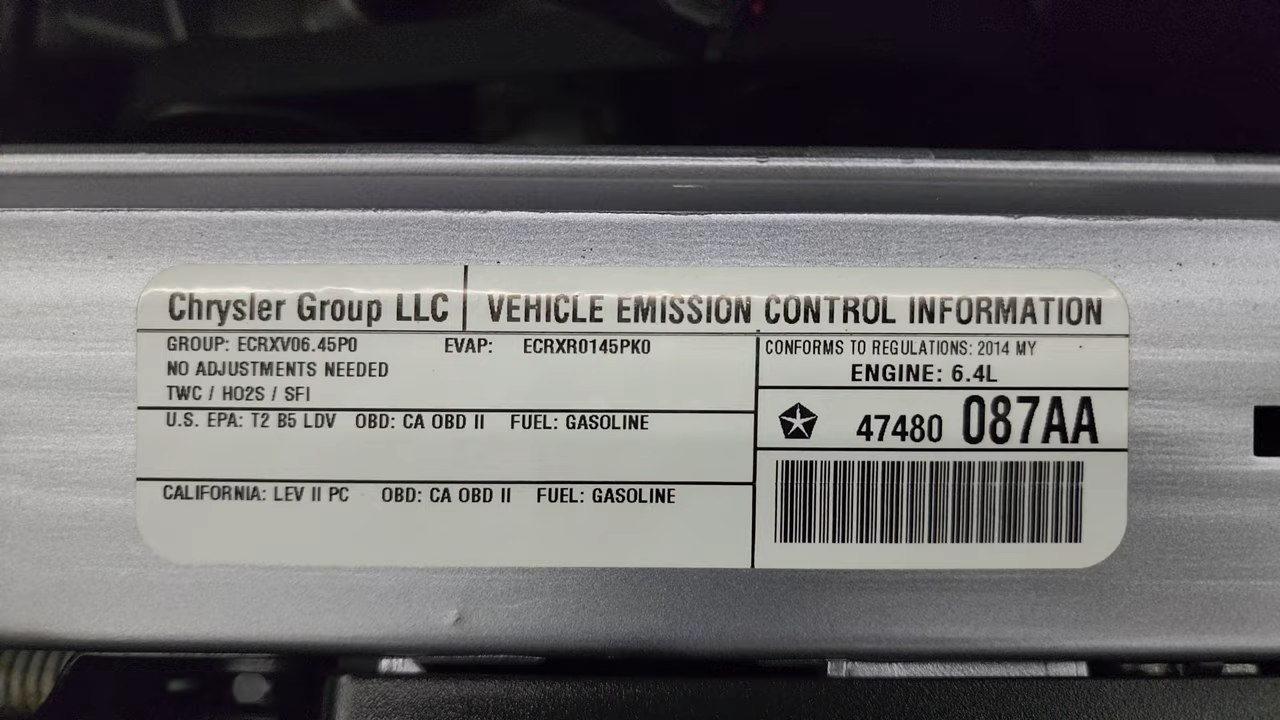 Chrysler Group LLC VEHICLE EMISSION CONTROL INFORMATION
GROUP: ECRXV06.45P0 EVAP: ECRXR0145PK0
NO ADJUSTMENTS NEEDED
TWC / HO2S / SFI
CONFORMS TO REGULATIONS: 2014 MY
ENGINE: 6.4L
U.S. EPA: T2 B5 LDV OBD: CA OBD II FUEL: GASOLINE
47480 087AA
CALIFORNIA: LEV II PC OBD: CA OBD II FUEL: GASOLINE